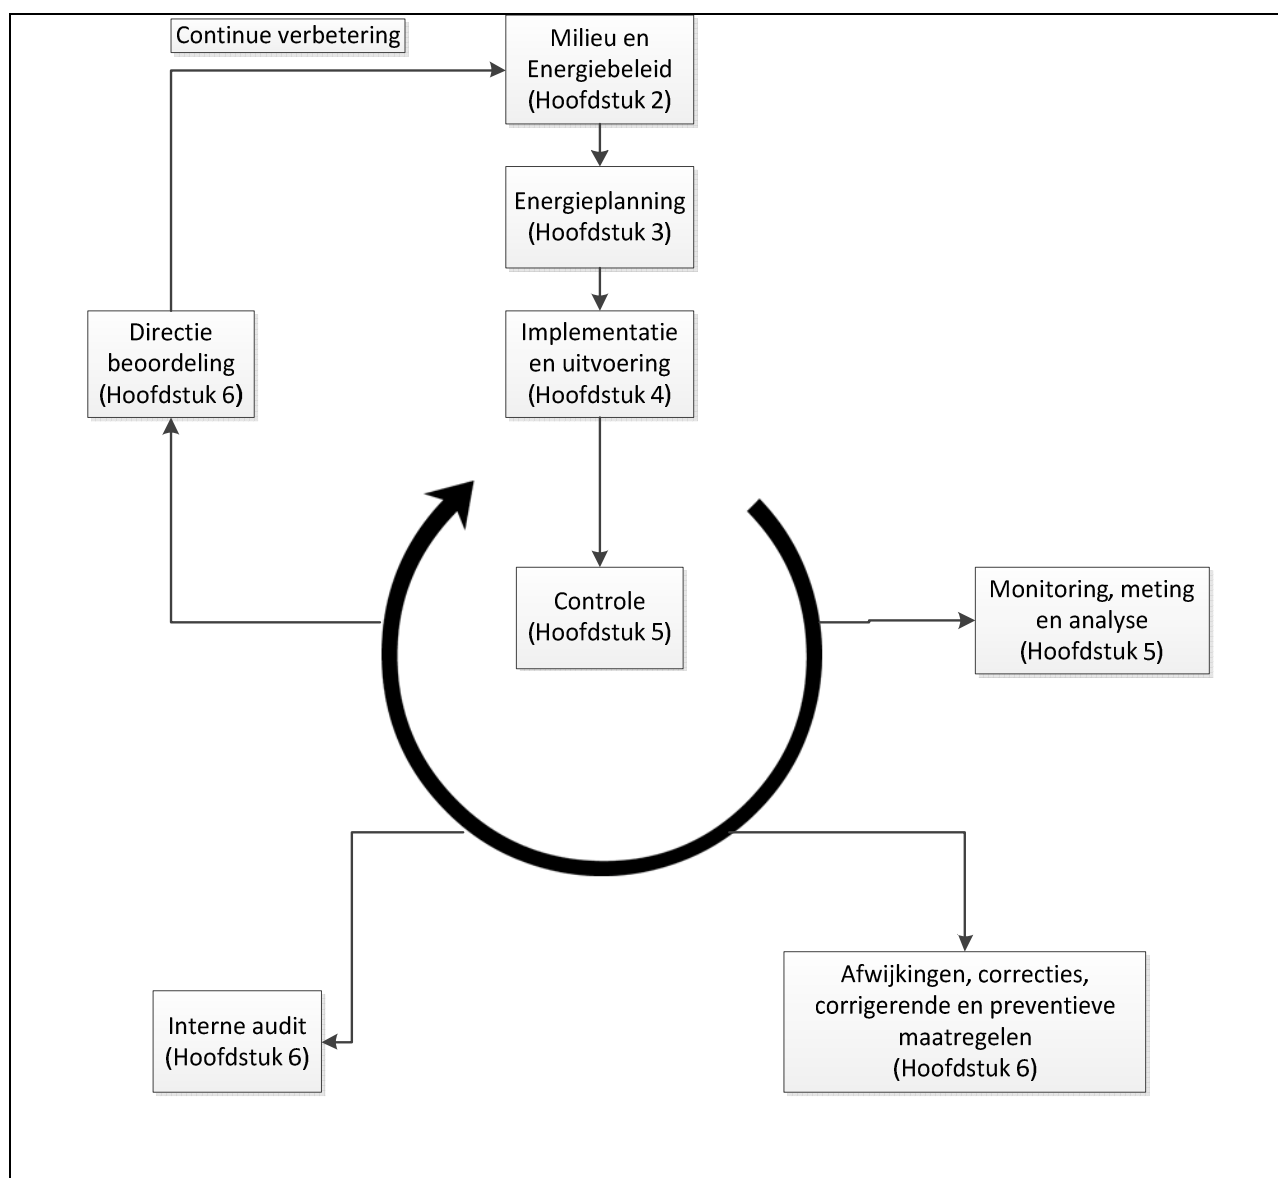 Continue verbetering
Milieu en
Energiebeleid
(Hoofdstuk 2)
Energieplanning
(Hoofdstuk 3)
Directie
beoordeling
(Hoofdstuk 6)
Implementatie
en uitvoering
(Hoofdstuk 4)
Controle
(Hoofdstuk 5)
Monitoring, meting
en analyse
(Hoofdstuk 5)
Afwijkingen, correcties,
corrigerende en preventieve
maatregelen
(Hoofdstuk 6)
Interne audit
(Hoofdstuk 6)